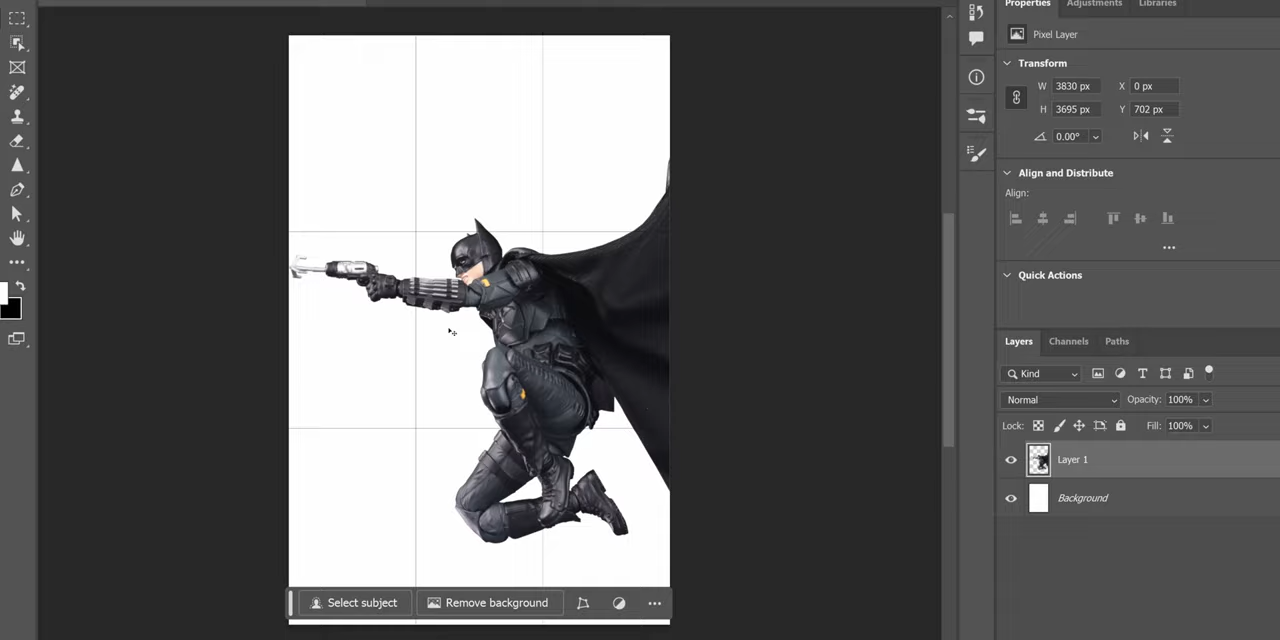 Properties Adjustments Libraries
Pixel Layer
Transform
W 3830 px X 0 px
H 3695 px Y 702 px
0.00°
Align and Distribute
Align:
Quick Actions
Layers Channels Paths
Kind
Normal Opacity: 100%
Lock: Fill: 100%
Layer 1
Background
Select subject Remove background